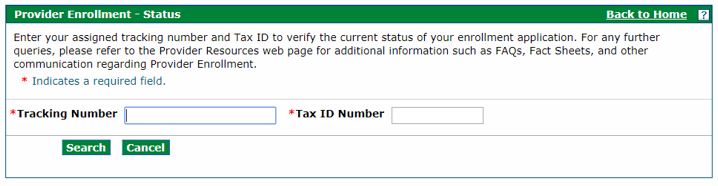 Provider Enrollment - Status Back to Home ?
Enter your assigned tracking number and Tax ID to verify the current status of your enrollment application. For any further
queries, please refer to the Provider Resources web page for additional information such as FAQs, Fact Sheets, and other
communication regarding Provider Enrollment.
* Indicates a required field.
*Tracking Number *Tax ID Number
Search Cancel